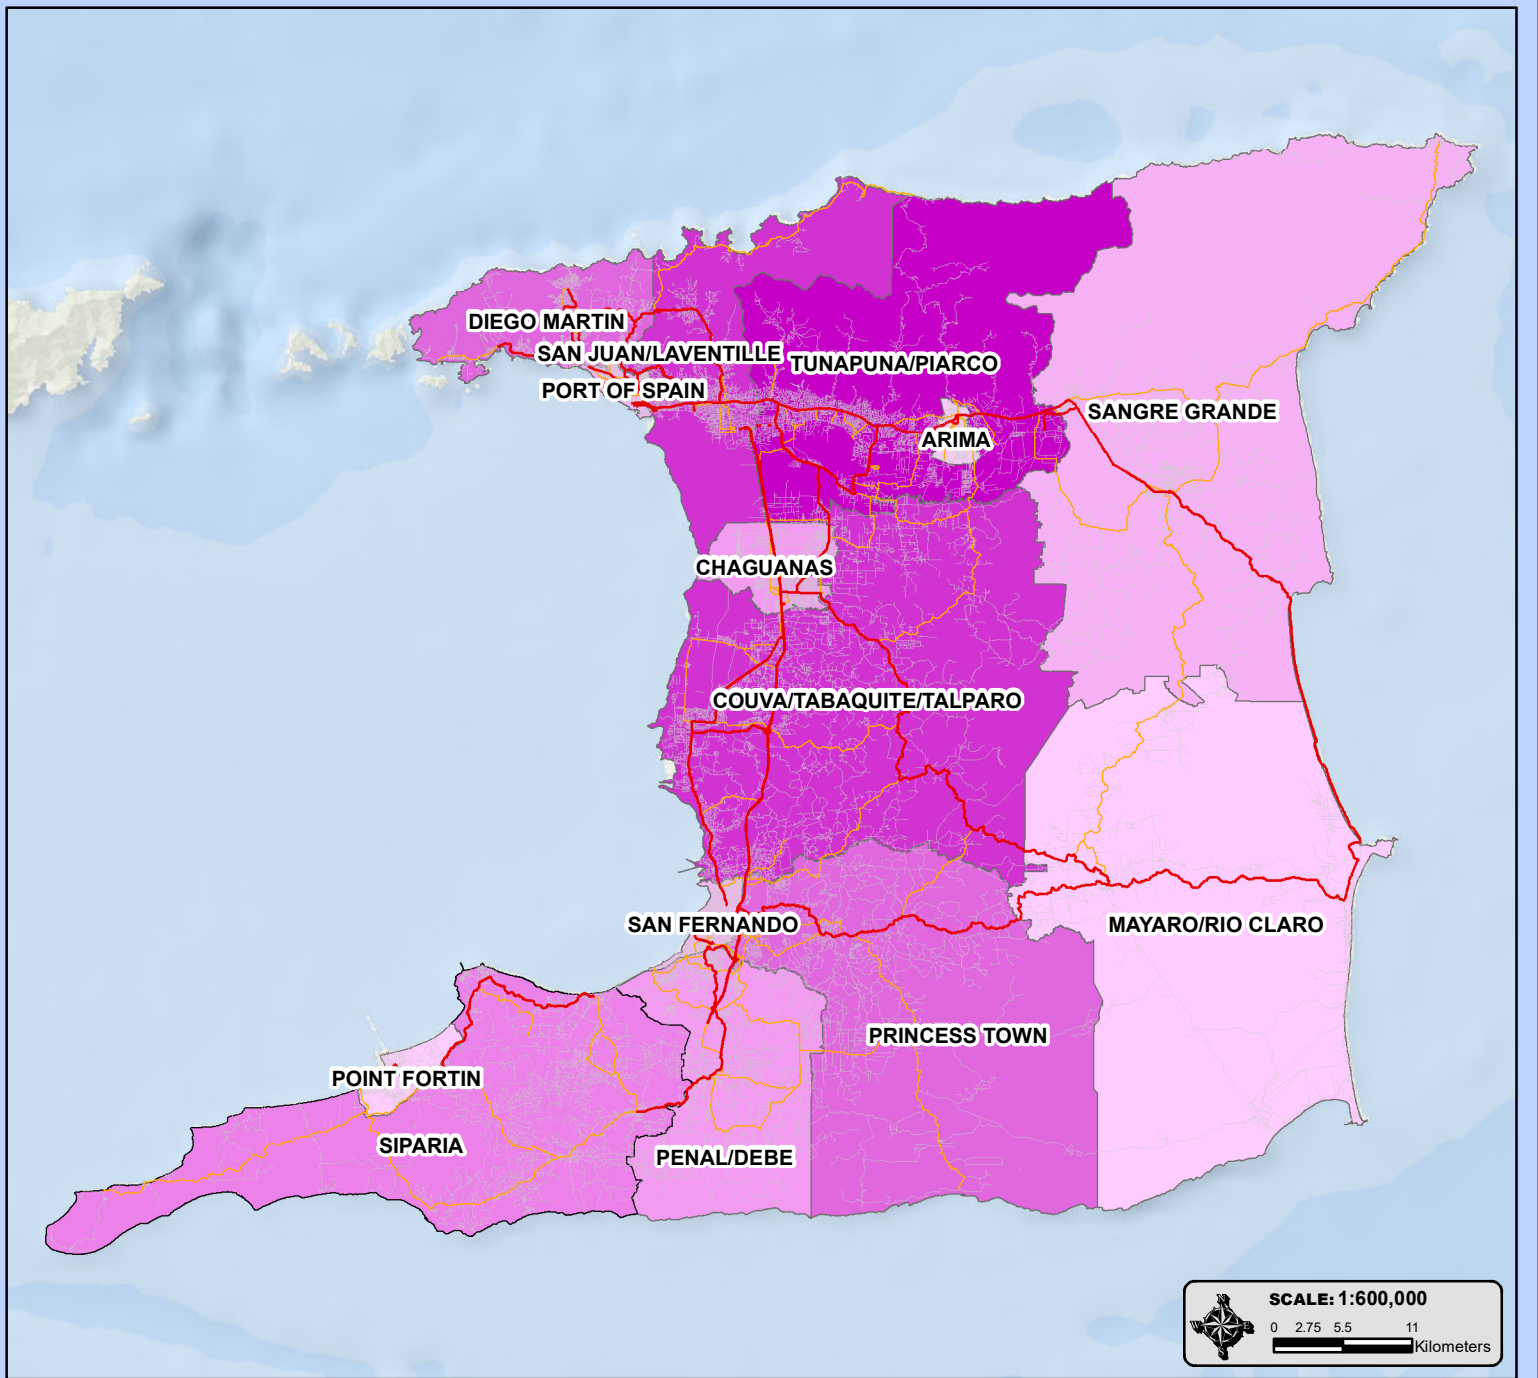 DIEGO MARTIN
SAN JUAN/LAVENTILLE
TUNAPUNA/PIARCO
PORT OF SPAIN
SANGRE GRANDE
ARIMA
CHAGUANAS
COUVA/TABAQUITE/TALPARO
SAN FERNANDO
MAYARO/RIO CLARO
PRINCESS TOWN
POINT FORTIN
SIPARIA
PENAL/DEBE
N
W
E
S
SCALE: 1:600,000
0 2.75 5.5 11
Kilometers